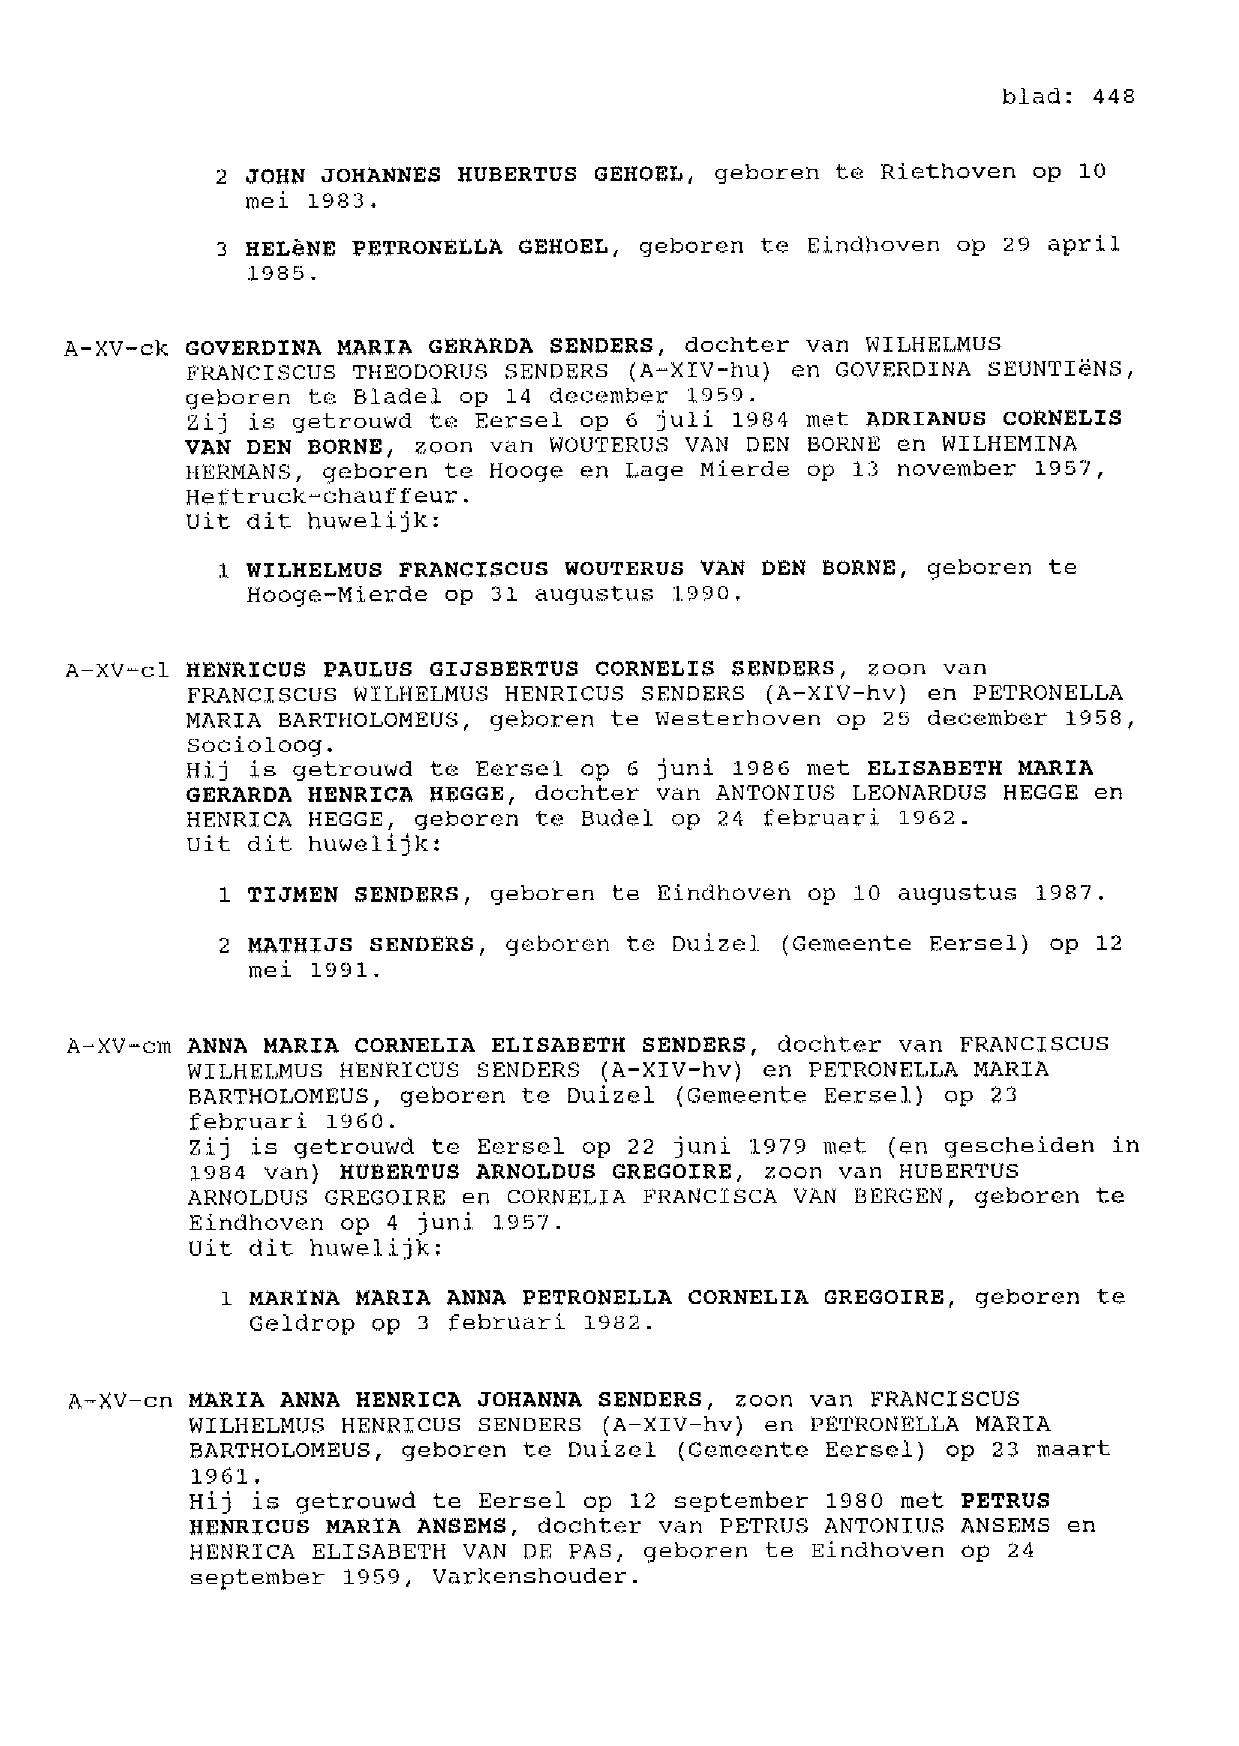 blad: 448
2 JOHN JOHANNES HUBERTUS GEHOEL, geboren te Riethoven op 10
mei 1983.
3 HELèNE PETRONELLA GEHOEL, geboren te Eindhoven op 29 april
1985.
A-XV-ck GOVERDINA MARIA GERARDA SENDERS, dochter van WILHELMUS
FRANCISCUS THEODORUS SENDERS (A-XIV-hu) en GOVERDINA SEUNTIëNS,
geboren te Bladel op 14 december 1959.
Zij is getrouwd te Eersel op 6 juli 1984 met ADRIANUS CORNELIS
VAN DEN BORNE, zoon van WOUTERUS VAN DEN BORNE en WILHEMINA
HERMANS, geboren te Hooge en Lage Mierde op 13 november 1957,
Heftruck-chauffeur.
Uit dit huwelijk:
1 WILHELMUS FRANCISCUS WOUTERUS VAN DEN BORNE, geboren te
Hooge-Mierde op 31 augustus 1990.
A-XV-cl HENRICUS PAULUS GIJSBERTUS CORNELIS SENDERS, zoon van
FRANCISCUS WILHELMUS HENRICUS SENDERS (A-XIV-hv) en PETRONELLA
MARIA BARTHOLOMEUS, geboren te Westerhoven op 25 december 1958,
Socioloog.
Hij is getrouwd te Eersel op 6 juni 1986 met ELISABETH MARIA
GERARDA HENRICA HEGGE, dochter van ANTONIUS LEONARDUS HEGGE en
HENRICA HEGGE, geboren te Budel op 24 februari 1962.
Uit dit huwelijk:
1 TIJMEN SENDERS, geboren te Eindhoven op 10 augustus 1987.
2 MATHIJS SENDERS, geboren te Duizel (Gemeente Eersel) op 12
mei 1991.
A-XV-cm ANNA MARIA CORNELIA ELISABETH SENDERS, dochter van FRANCISCUS
WILHELMUS HENRICUS SENDERS (A-XIV-hv) en PETRONELLA MARIA
BARTHOLOMEUS, geboren te Duizel (Gemeente Eersel) op 23
februari 1960.
Zij is getrouwd te Eersel op 22 juni 1979 met (en gescheiden in
1984 van) HUBERTUS ARNOLDUS GREGOIRE, zoon van HUBERTUS
ARNOLDUS GREGOIRE en CORNELIA FRANCISCA VAN BERGEN, geboren te
Eindhoven op 4 juni 1957.
Uit dit huwelijk:
1 MARINA MARIA ANNA PETRONELLA CORNELIA GREGOIRE, geboren te
Geldrop op 3 februari 1982.
A-XV-cn MARIA ANNA HENRICA JOHANNA SENDERS, zoon van FRANCISCUS
WILHELMUS HENRICUS SENDERS (A-XIV-hv) en PETRONELLA MARIA
BARTHOLOMEUS, geboren te Duizel (Gemeente Eersel) op 23 maart
1961.
Hij is getrouwd te Eersel op 12 september 1980 met PETRUS
HENRICUS MARIA ANSEMS, dochter van PETRUS ANTONIUS ANSEMS en
HENRICA ELISABETH VAN DE PAS, geboren te Eindhoven op 24
september 1959, Varkenshouder.